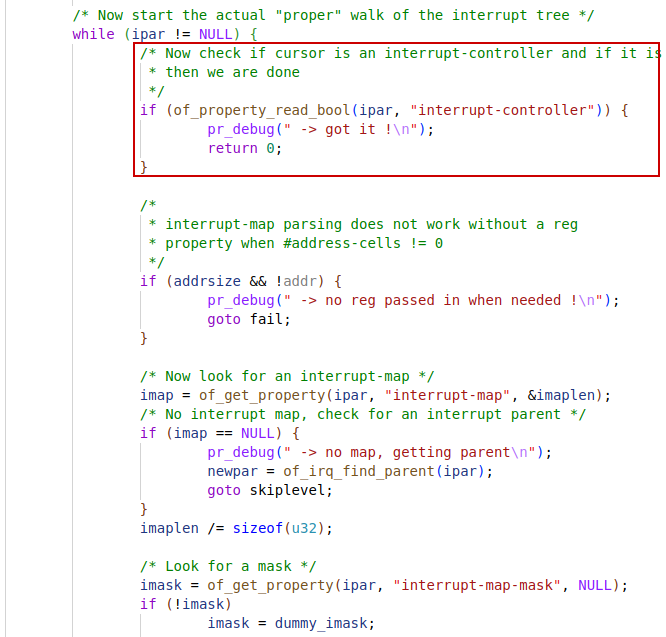 /* Now start the actual "proper" walk of the interrupt tree */
while (ipar != NULL) {
/* Now check if cursor is an interrupt-controller and if it is
* then we are done
*/
if (of_property_read_bool(ipar, "interrupt-controller")) {
pr_debug(" -> got it !\n");
return 0;
}
/*
* interrupt-map parsing does not work without a reg
* property when #address-cells != 0
*/
if (addrsize && !addr) {
pr_debug(" -> no reg passed in when needed !\n");
goto fail;
}
/* Now look for an interrupt-map */
imap = of_get_property(ipar, "interrupt-map", &imaplen);
/* No interrupt map, check for an interrupt parent */
if (imap == NULL) {
pr_debug(" -> no map, getting parent\n");
newpar = of_irq_find_parent(ipar);
goto skiplevel;
}
imaplen /= sizeof(u32);
/* Look for a mask */
imask = of_get_property(ipar, "interrupt-map-mask", NULL);
if (!imask)
imask = dummy_imask;